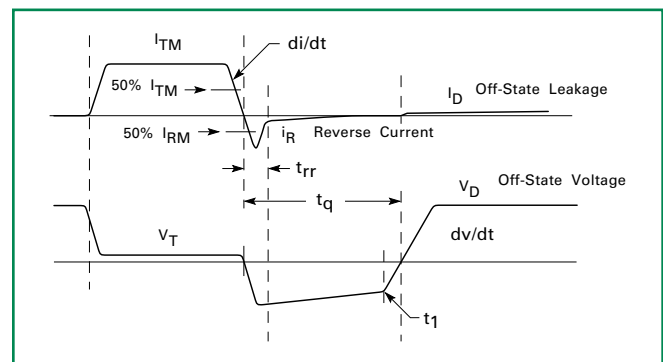 ITM
di/dt
50% ITM
ID Off-State Leakage
50% IRM
iR Reverse Current
trr
tq
VD Off-State Voltage
VT
dv/dt
t1